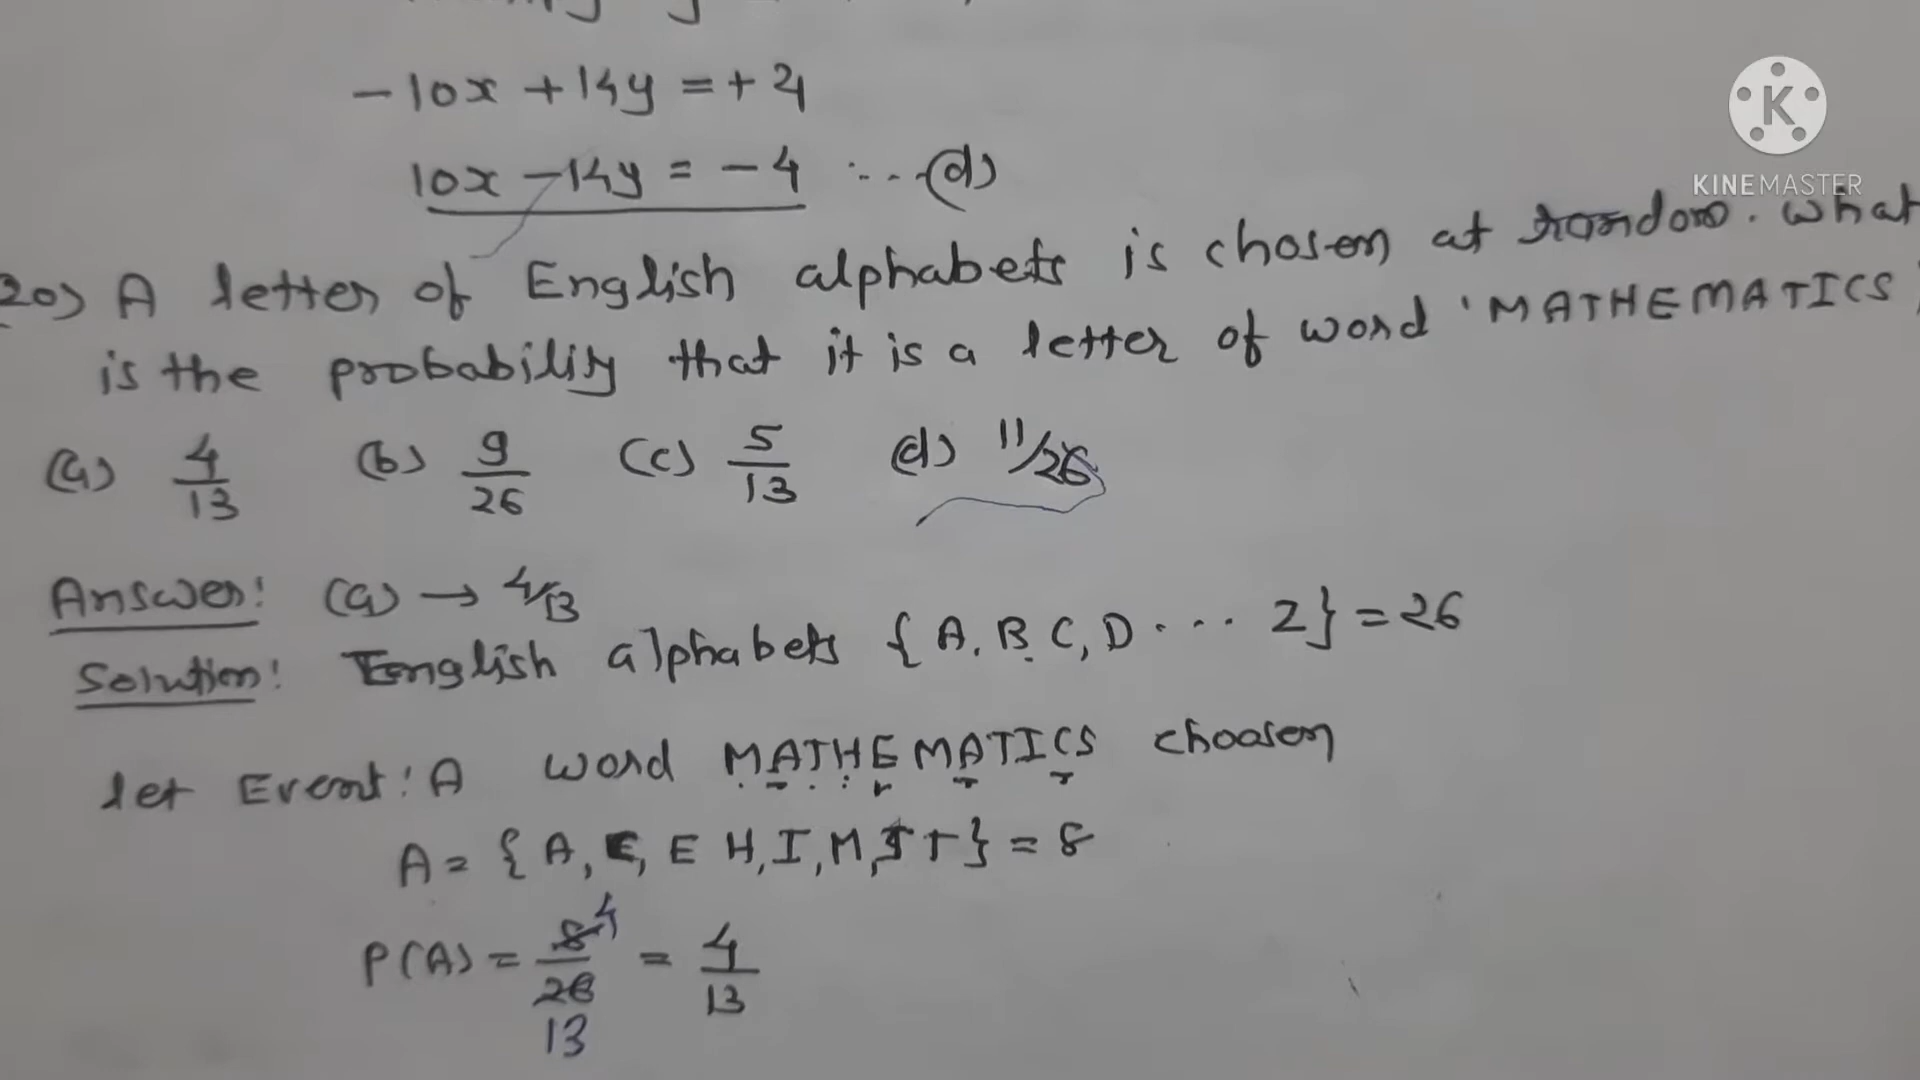 -10x + 14y = + 4
10x - 14y = - 4 ... (d)
KINEMASTER
20) A letter of English alphabets is chosen at random. what
is the probability that it is a letter of word 'MATHEMATICS'
(a) 4/13 (b) 9/26 (c) 5/13 (d) 11/26
Answer: (a) → 4/13
Solution: English alphabets { A, B, C, D .... Z } = 26
let Event: A word MATHEMATICS choosen
A = { A, C, E H, I, M, S T } = 8
P(A) = 8/26 = 4/13
4
13